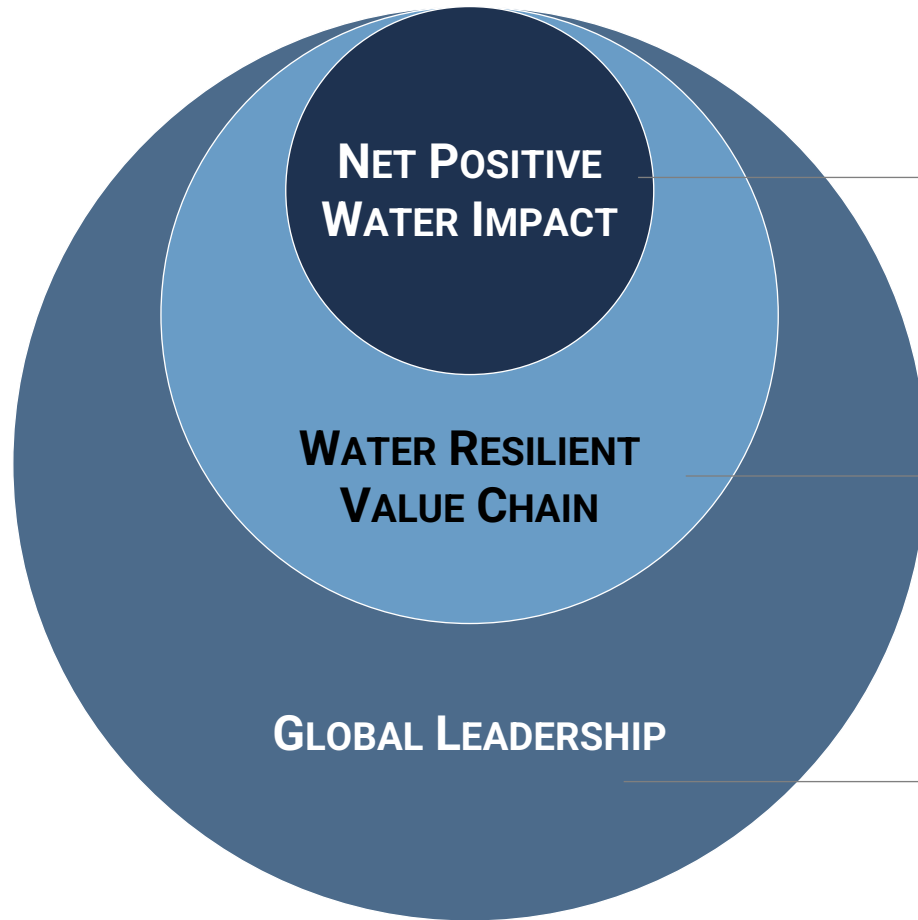 NET POSITIVE
WATER IMPACT
WATER RESILIENT
VALUE CHAIN
GLOBAL LEADERSHIP